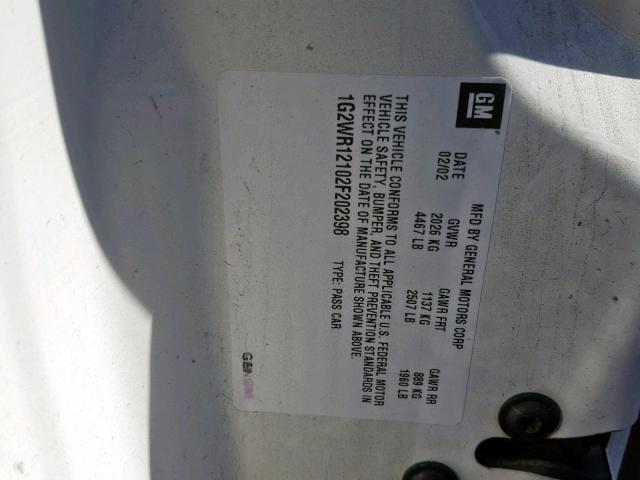 GM
MFD BY GENERAL MOTORS CORP
DATE GVWR GAWR FRT GAWR RR
02/02 2026 KG 1137 KG 889 KG
4467 LB 2507 LB 1960 LB
THIS VEHICLE CONFORMS TO ALL APPLICABLE U.S. FEDERAL MOTOR
VEHICLE SAFETY, BUMPER, AND THEFT PREVENTION STANDARDS IN
EFFECT ON THE DATE OF MANUFACTURE SHOWN ABOVE.
1G2WR12102F202398 TYPE: PASS CAR